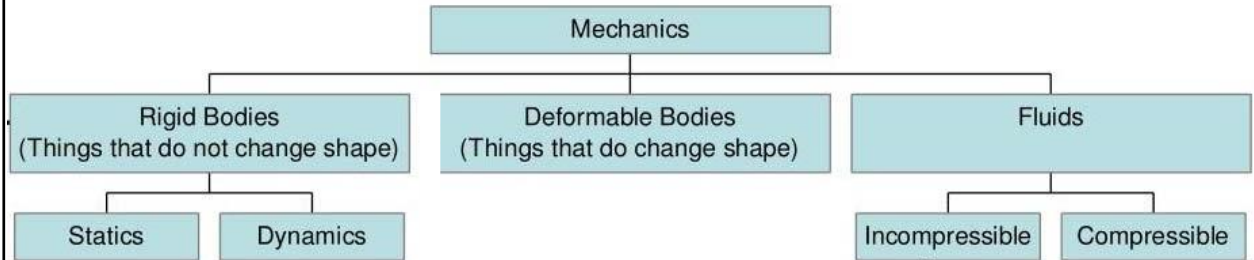 Mechanics
Rigid Bodies
(Things that do not change shape)
Deformable Bodies
(Things that do change shape)
Fluids
Statics
Dynamics
Incompressible
Compressible